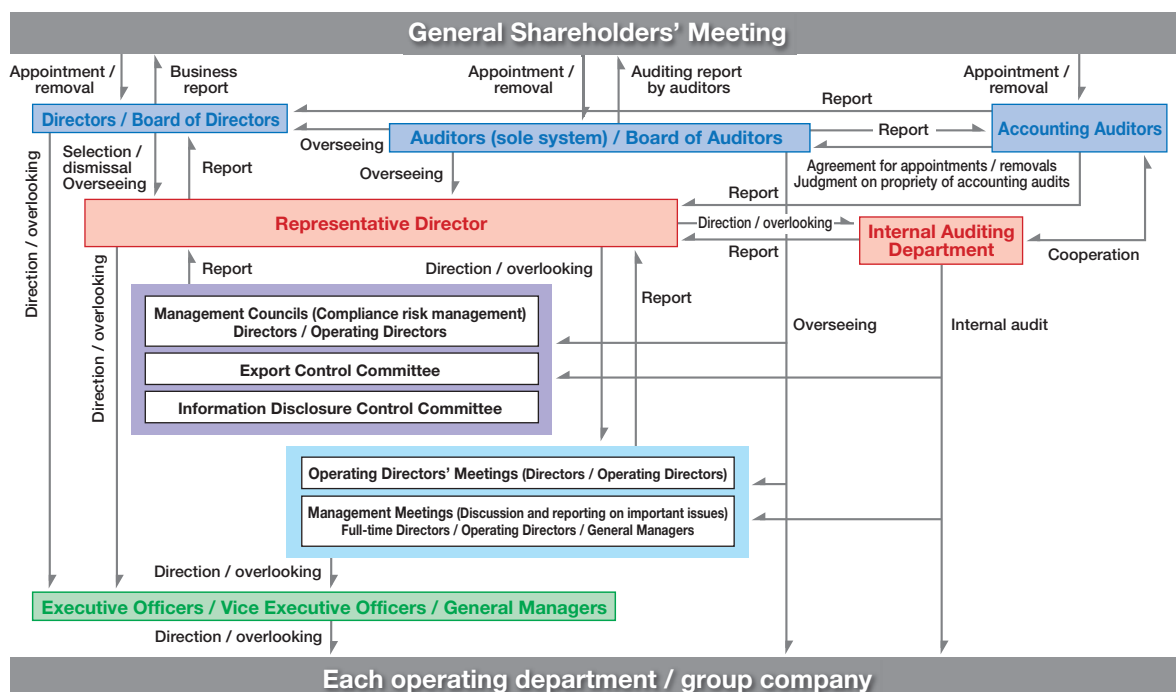 General Shareholders' Meeting
Appointment /
removal
Business
report
Appointment /
removal
Auditing report
by auditors
Appointment /
removal
Report
Directors / Board of Directors
Overseeing
Auditors (sole system) / Board of Auditors
Report
Accounting Auditors
Selection /
dismissal
Overseeing
Report
Overseeing
Agreement for appointments / removals
Judgment on propriety of accounting audits
Report
Direction / overlooking
Representative Director
Direction / overlooking
Internal Auditing
Department
Report
Cooperation
Report
Direction / overlooking
Report
Direction / overlooking
Management Councils (Compliance risk management)
Directors / Operating Directors
Overseeing
Internal audit
Export Control Committee
Information Disclosure Control Committee
Operating Directors' Meetings (Directors / Operating Directors)
Management Meetings (Discussion and reporting on important issues)
Full-time Directors / Operating Directors / General Managers
Direction / overlooking
Executive Officers / Vice Executive Officers / General Managers
Direction / overlooking
Each operating department / group company